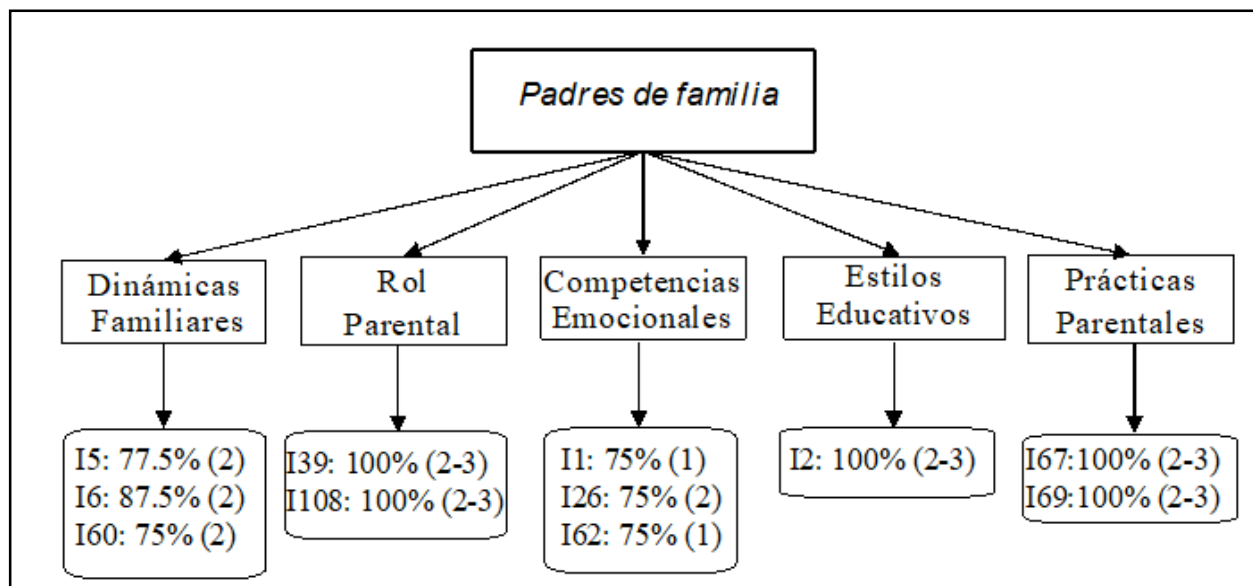 Padres de familia
Dinámicas
Familiares
Rol
Parental
Competencias
Emocionales
Estilos
Educativos
Prácticas
Parentales
I5: 77.5% (2)
I6: 87.5% (2)
I60: 75% (2)
I39: 100% (2-3)
I108: 100% (2-3)
I1: 75% (1)
I26: 75% (2)
I62: 75% (1)
I2: 100% (2-3)
I67:100% (2-3)
I69:100% (2-3)